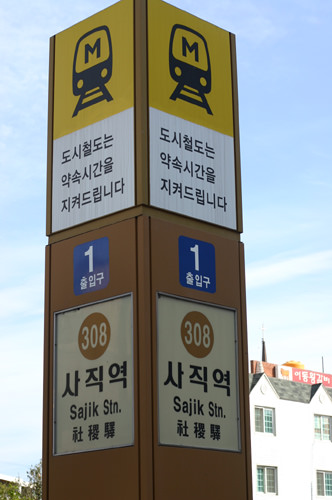 M
도시철도는
약속시간을
지켜드립니다
1
출입구
308
사직역
Sajik Stn.
社稷驛
M
도시철도는
약속시간을
지켜드립니다
1
출입구
308
사직역
Sajik Stn.
社稷驛